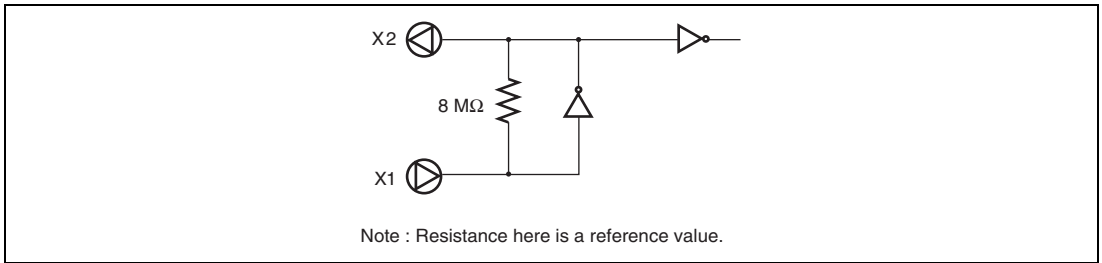 X2
8 MΩ
X1
Note : Resistance here is a reference value.